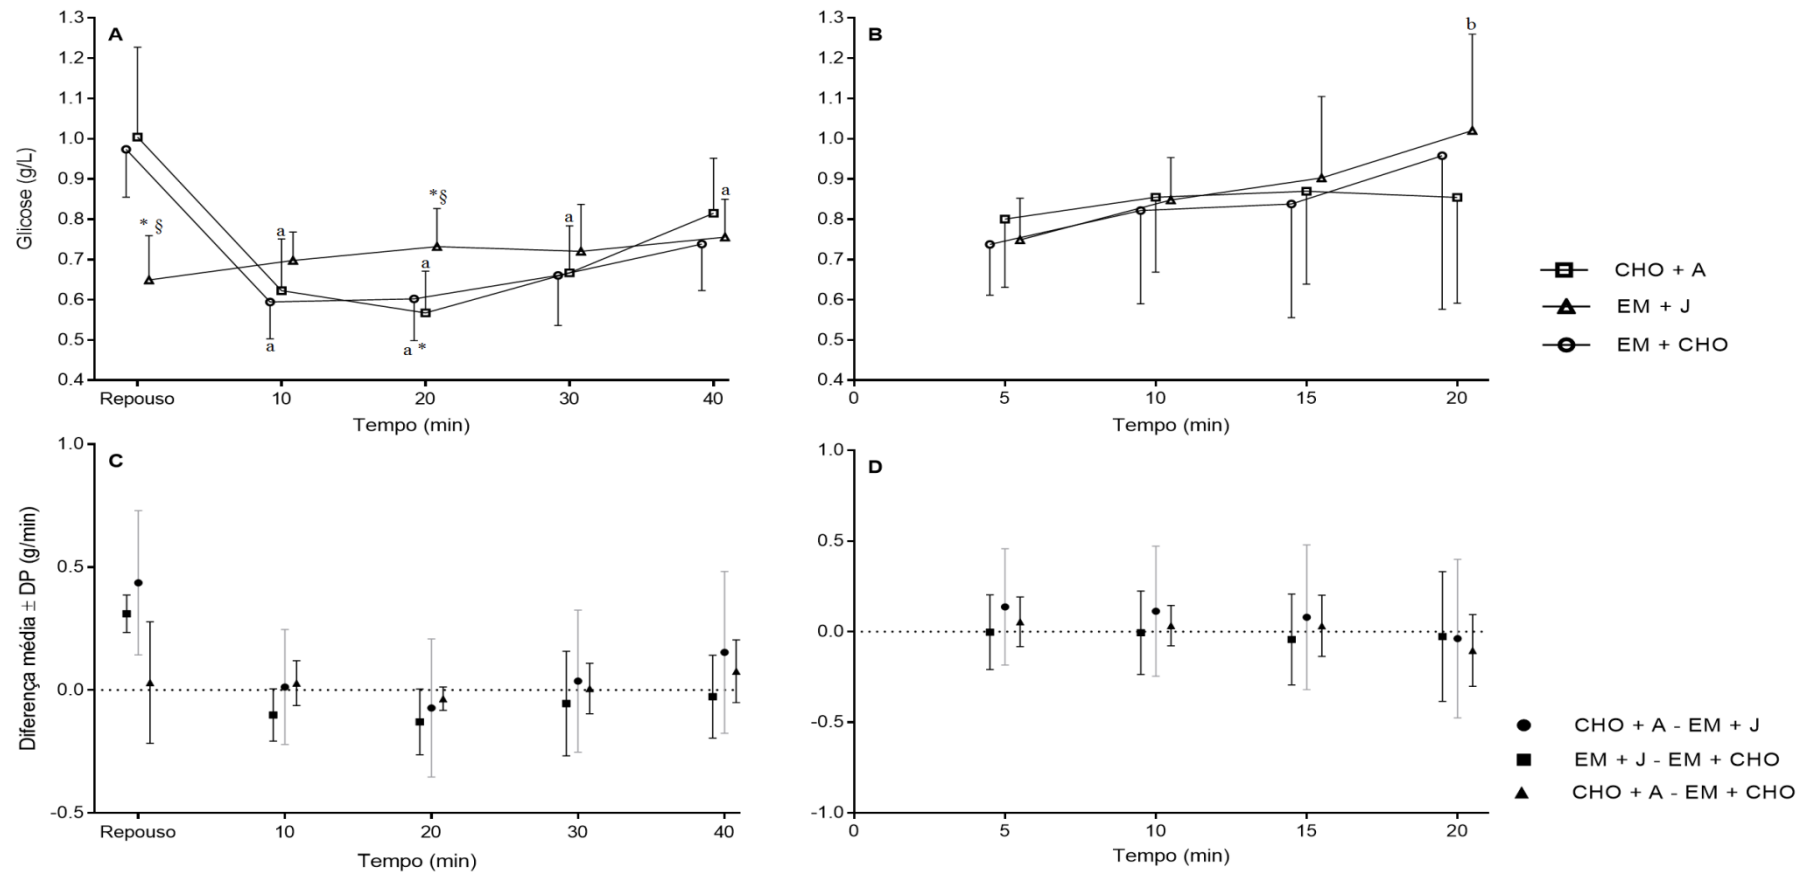 A
Glicose (g/L)
1.3
1.2
1.1
1.0
0.9
0.8
0.7
0.6
0.5
0.4
* §
a
a
*§
a
a *
a
a
Repouso 10 20 30 40
Tempo (min)
B
1.3
1.2
1.1
1.0
0.9
0.8
0.7
0.6
0.5
0.4
b
0 5 10 15 20
Tempo (min)
CHO + A
EM + J
EM + CHO
C
Diferença média ± DP (g/min)
1.0
0.5
0.0
-0.5
Repouso 10 20 30 40
Tempo (min)
D
1.0
0.5
0.0
-0.5
-1.0
0 5 10 15 20
Tempo (min)
CHO + A - EM + J
EM + J - EM + CHO
CHO + A - EM + CHO